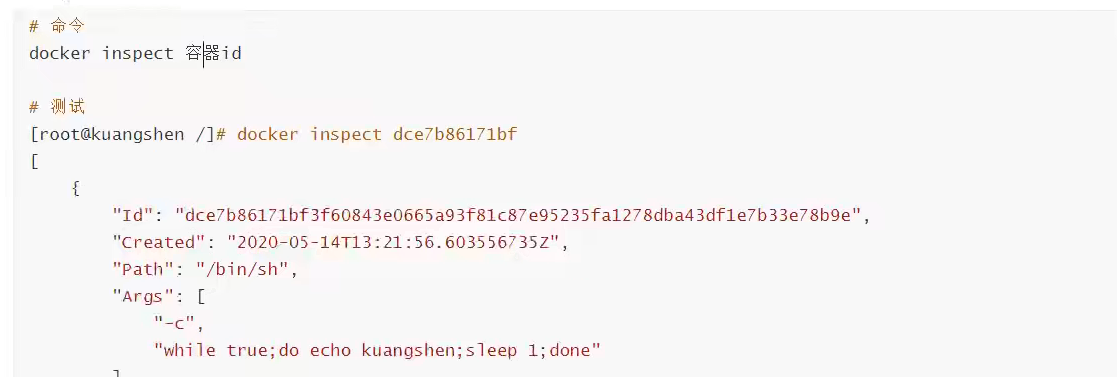 # 命令
docker inspect 容器id
# 测试
[root@kuangshen /]# docker inspect dce7b86171bf
[
{
"Id": "dce7b86171bf3f60843e0665a93f81c87e95235fa1278dba43df1e7b33e78b9e",
"Created": "2020-05-14T13:21:56.603556735Z",
"Path": "/bin/sh",
"Args": [
"-c",
"while true;do echo kuangshen;sleep 1;done"
]